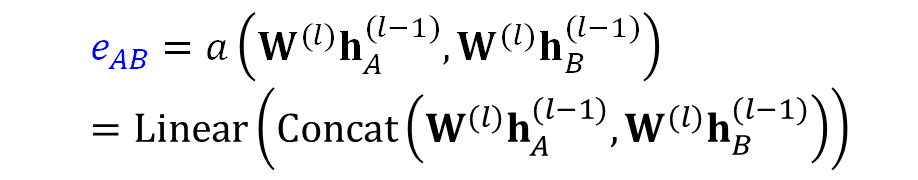 e_{AB} = a(W^{(l)}h_A^{(l-1)}, W^{(l)}h_B^{(l-1)})
= Linear(Concat(W^{(l)}h_A^{(l-1)}, W^{(l)}h_B^{(l-1)}))